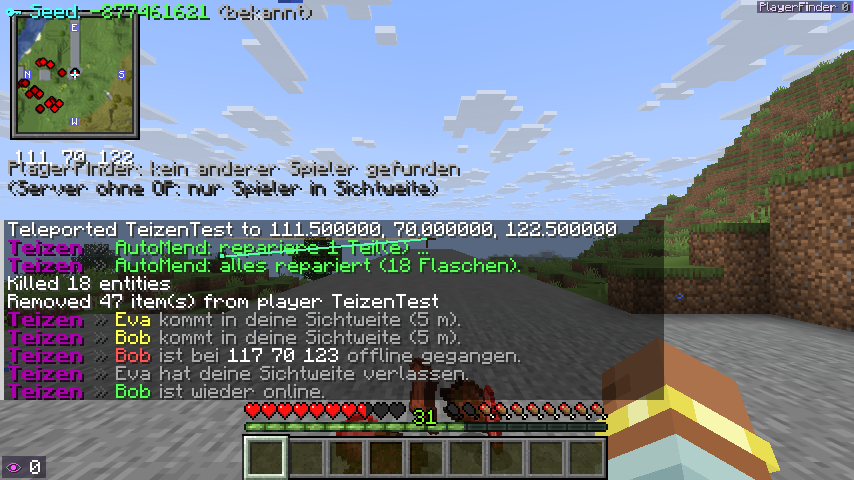 Seed: -877461621 (bekannt)
PlayerFinder 0
E
N
S
W
111 70 122
PlayerFinder: kein anderer Spieler gefunden
(Server ohne OP: nur Spieler in Sichtweite)
Teleported TeizenTest to 111.500000, 70.000000, 122.500000
Teizen » AutoMend: repariere 1 Teil(e) …
Teizen » AutoMend: alles repariert (18 Flaschen).
Killed 18 entities
Removed 47 item(s) from player TeizenTest
Teizen » Eva kommt in deine Sichtweite (5 m).
Teizen » Bob kommt in deine Sichtweite (5 m).
Teizen » Bob ist bei 117 70 123 offline gegangen.
Teizen » Eva hat deine Sichtweite verlassen.
Teizen » Bob ist wieder online.
31
0